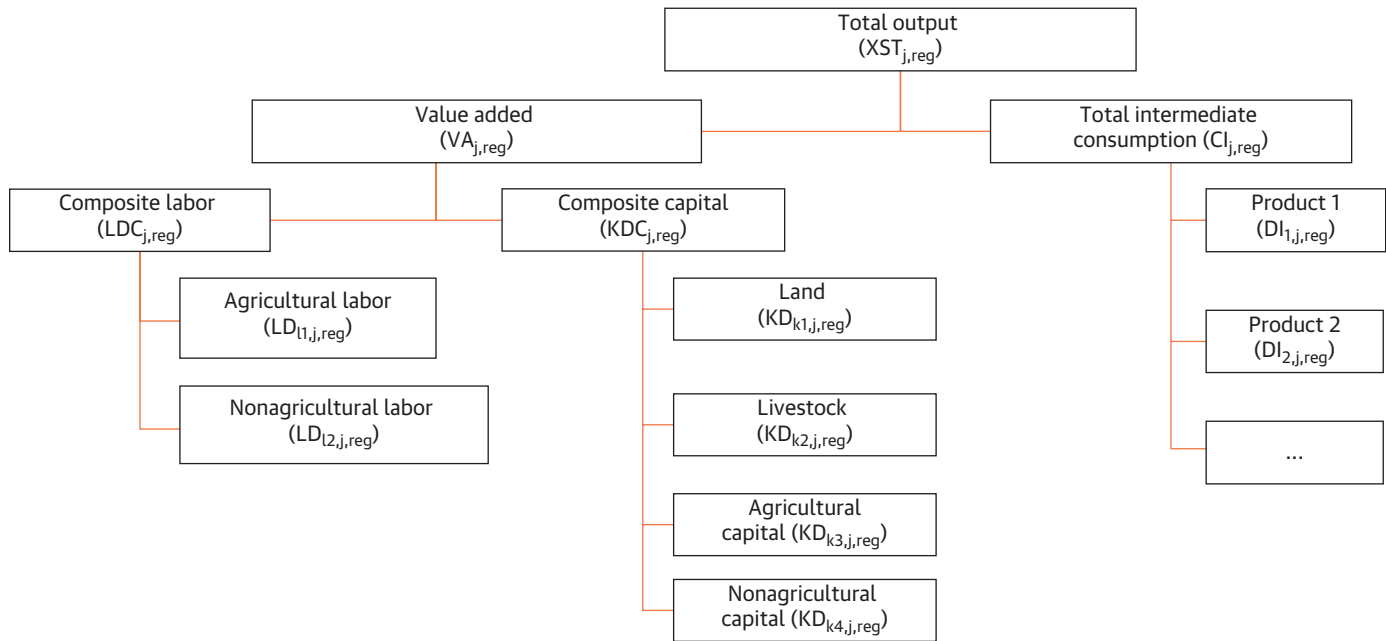 Total output
(XSTj,reg)
Value added
(VAj,reg)
Total intermediate
consumption (CIj,reg)
Composite labor
(LDCj,reg)
Composite capital
(KDCj,reg)
Product 1
(DI1,j,reg)
Agricultural labor
(LDl1,j,reg)
Land
(KDk1,j,reg)
Product 2
(DI2,j,reg)
Nonagricultural labor
(LDl2,j,reg)
Livestock
(KDk2,j,reg)
...
Agricultural
capital (KDk3,j,reg)
Nonagricultural
capital (KDk4,j,reg)